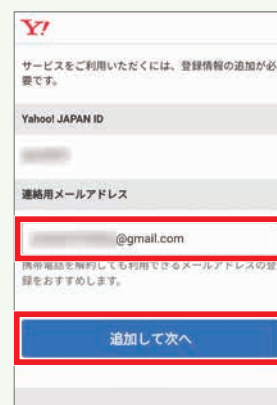 Y!
サービスをご利用いただくには、登録情報の追加が必
要です。
Yahoo! JAPAN ID
連絡用メールアドレス
@gmail.com
携帯電話を解約しても利用できるメールアドレスの登
録をおすすめします。
追加して次へ